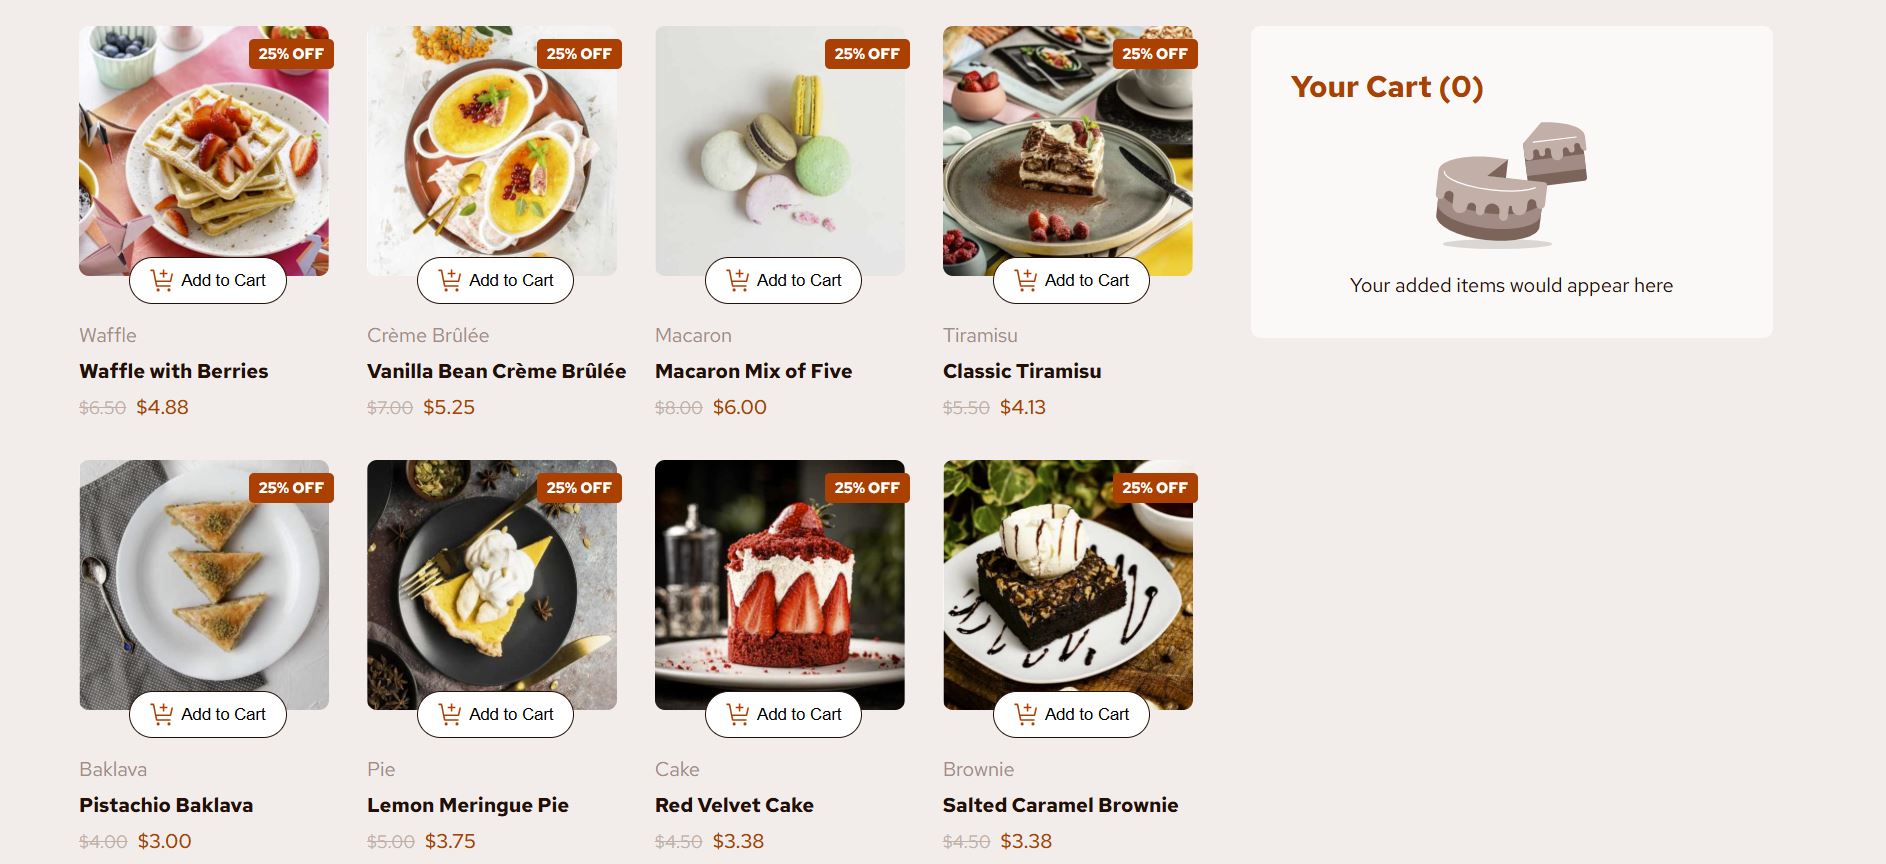 25% OFF
Add to Cart
Waffle
Waffle with Berries
$6.50 $4.88
25% OFF
Add to Cart
Crème Brûlée
Vanilla Bean Crème Brûlée
$7.00 $5.25
25% OFF
Add to Cart
Macaron
Macaron Mix of Five
$8.00 $6.00
25% OFF
Add to Cart
Tiramisu
Classic Tiramisu
$5.50 $4.13
25% OFF
Add to Cart
Baklava
Pistachio Baklava
$4.00 $3.00
25% OFF
Add to Cart
Pie
Lemon Meringue Pie
$5.00 $3.75
25% OFF
Add to Cart
Cake
Red Velvet Cake
$4.50 $3.38
25% OFF
Add to Cart
Brownie
Salted Caramel Brownie
$4.50 $3.38
Your Cart (0)
Your added items would appear here